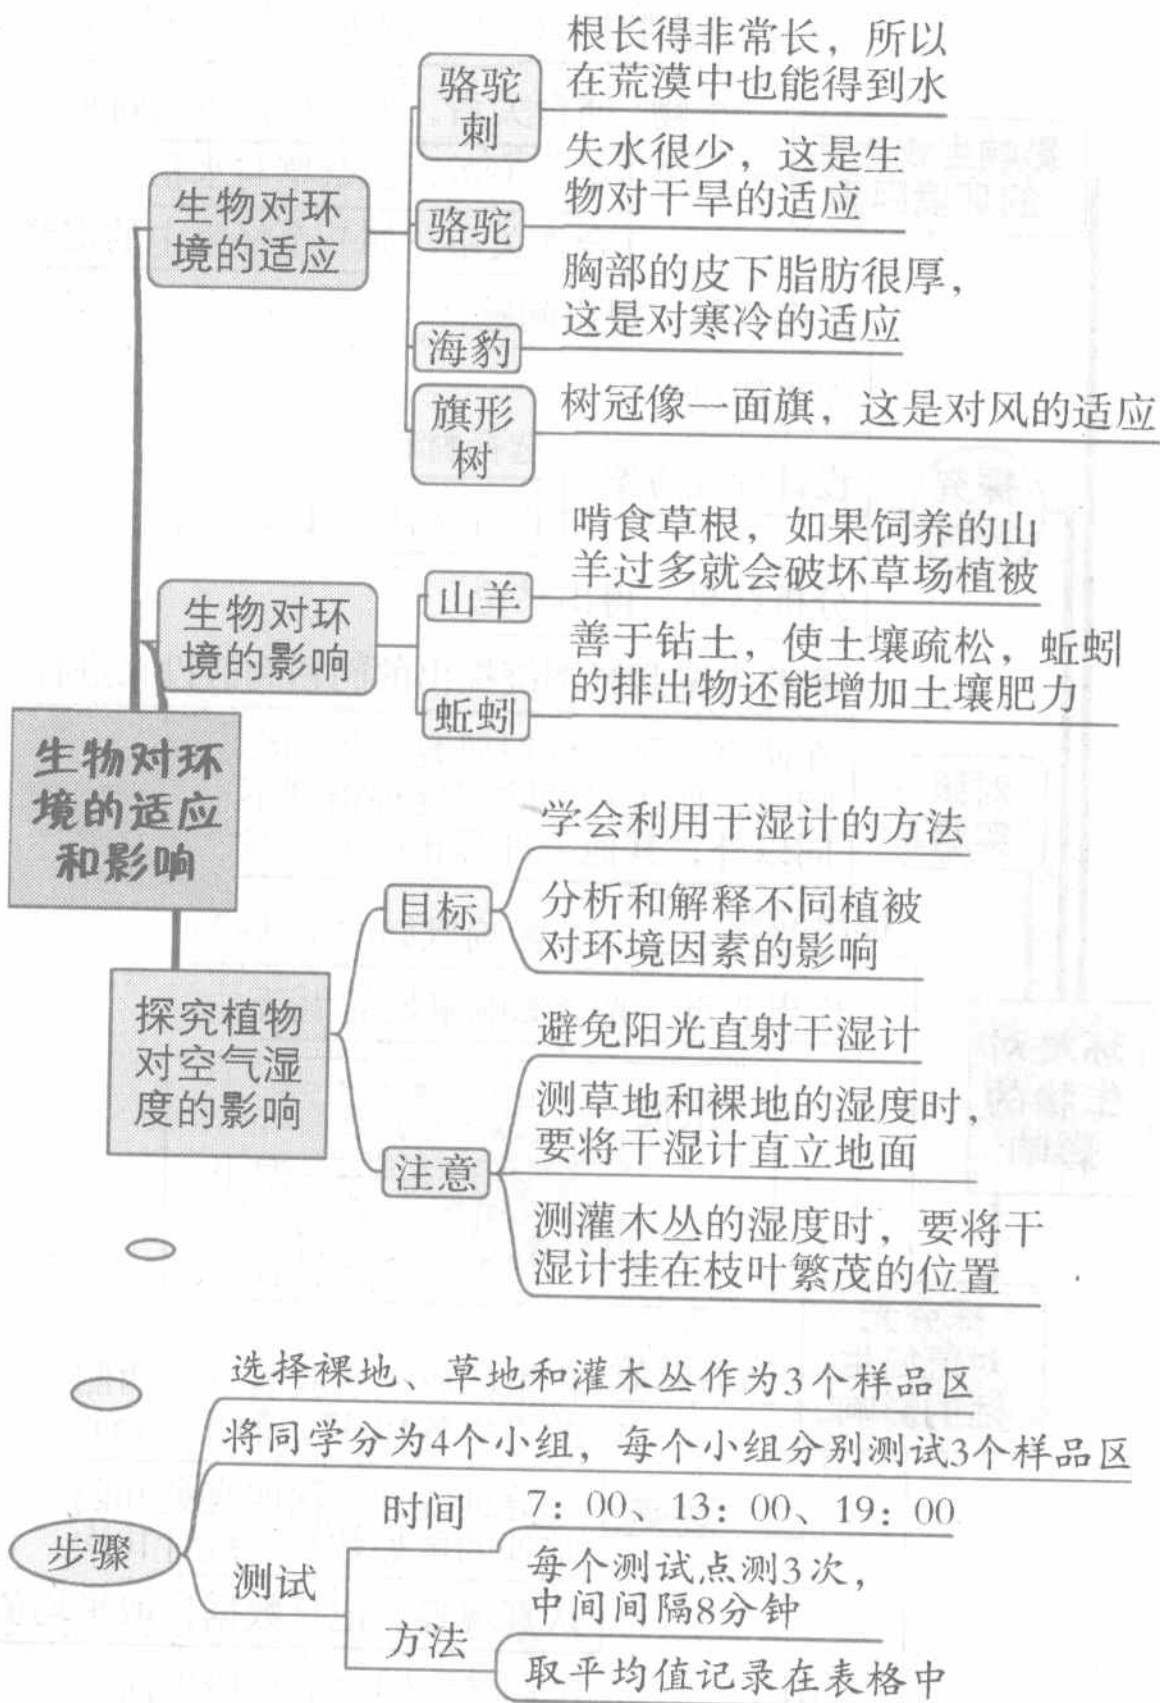 骆驼
刺
根长得非常长，所以
在荒漠中也能得到水
生物对环
境的适应
骆驼
失水很少，这是生
物对干旱的适应
海豹
胸部的皮下脂肪很厚，
这是对寒冷的适应
旗形
树
树冠像一面旗，这是对风的适应
生物对环
境的影响
山羊
啃食草根，如果饲养的山
羊过多就会破坏草场植被
蚯蚓
善于钻土，使土壤疏松，蚯蚓
的排出物还能增加土壤肥力
生物对环
境的适应
和影响
探究植物
对空气湿
度的影响
目标
学会利用干湿计的方法
分析和解释不同植被
对环境因素的影响
注意
避免阳光直射干湿计
测草地和裸地的湿度时，
要将干湿计直立地面
测灌木丛的湿度时，要将干
湿计挂在枝叶繁茂的位置
步骤
选择裸地、草地和灌木丛作为3个样品区
将同学分为4个小组，每个小组分别测试3个样品区
测试
时间
7：00、13：00、19：00
方法
每个测试点测3次，
中间间隔8分钟
取平均值记录在表格中